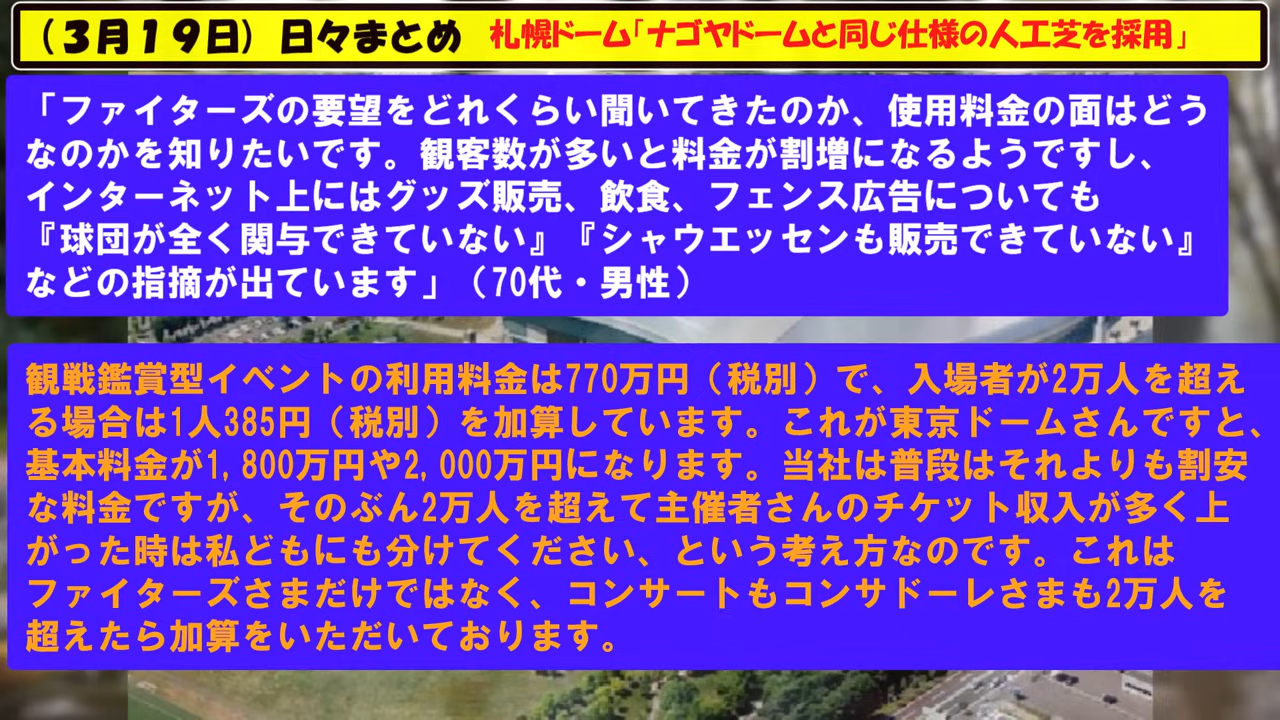 （３月１９日）日々まとめ 札幌ドーム「ナゴヤドームと同じ仕様の人工芝を採用」
「ファイターズの要望をどれくらい聞いてきたのか、使用料金の面はどう
なのかを知りたいです。観客数が多いと料金が割増になるようですし、
インターネット上にはグッズ販売、飲食、フェンス広告についても
『球団が全く関与できていない』『シャウエッセンも販売できていない』
などの指摘が出ています」（70代・男性）
観戦鑑賞型イベントの利用料金は770万円（税別）で、入場者が2万人を超え
る場合は1人385円（税別）を加算しています。これが東京ドームさんですと、
基本料金が1,800万円や2,000万円になります。当社は普段はそれよりも割安
な料金ですが、そのぶん2万人を超えて主催者さんのチケット収入が多く上
がった時は私どもにも分けてください、という考え方なのです。これは
ファイターズさまだけではなく、コンサートもコンサドーレさまも2万人を
超えたら加算をいただいております。